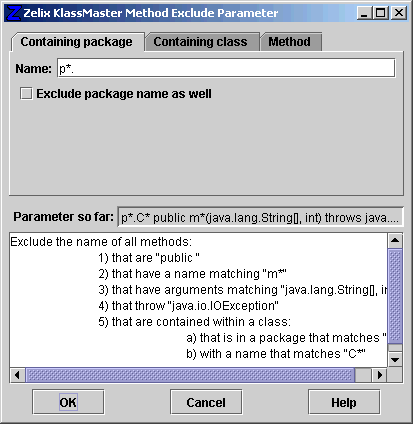 Zelix KlassMaster Method Exclude Parameter
Containing package Containing class Method
Name: p*.
Exclude package name as well
Parameter so far: p*.C* public m*(java.lang.String[], int) throws java....
Exclude the name of all methods:
1) that are "public "
2) that have a name matching "m*"
3) that have arguments matching "java.lang.String[], in
4) that throw "java.io.IOException"
5) that are contained within a class:
a) that is in a package that matches "
b) with a name that matches "C*"
OK Cancel Help